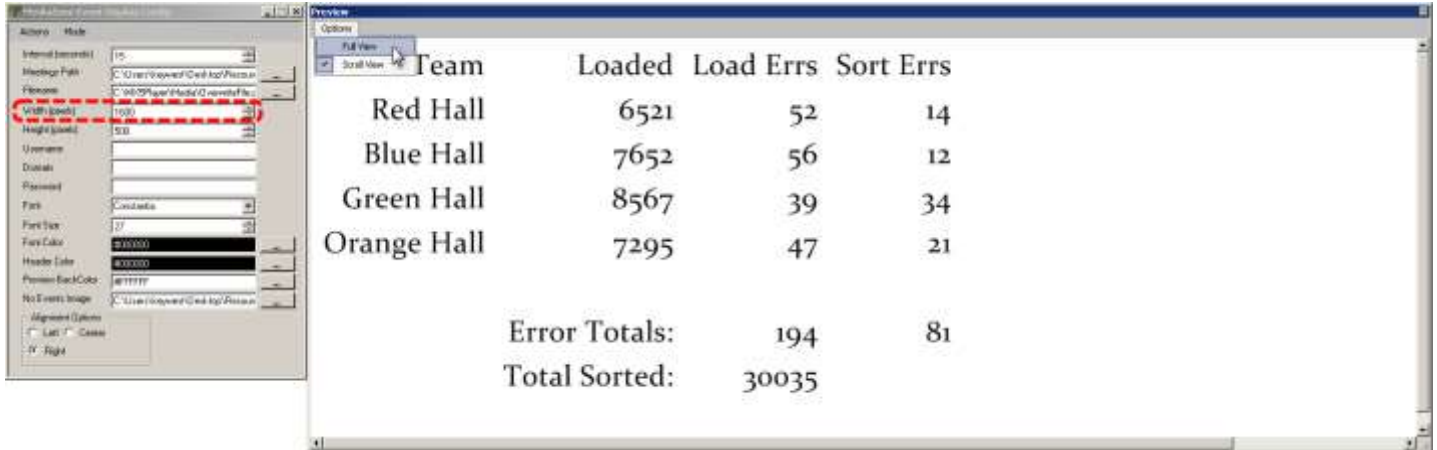 Actions Mode
Interval (seconds) 15
Meetings Path ...
Filename ...
Width (pixels) 1600
Height (pixels) 500
Username
Domain
Password
Font Constantia
Font Size 27
Font Color #000000 ...
Header Color #000000 ...
Preview BackColor #FFFFFF ...
No Events Image ...
Alignment Options
Left Center
Right
Preview
Options
Full View
Scroll View
Team Loaded Load Errs Sort Errs
Red Hall 6521 52 14
Blue Hall 7652 56 12
Green Hall 8567 39 34
Orange Hall 7295 47 21
Error Totals: 194 81
Total Sorted: 30035